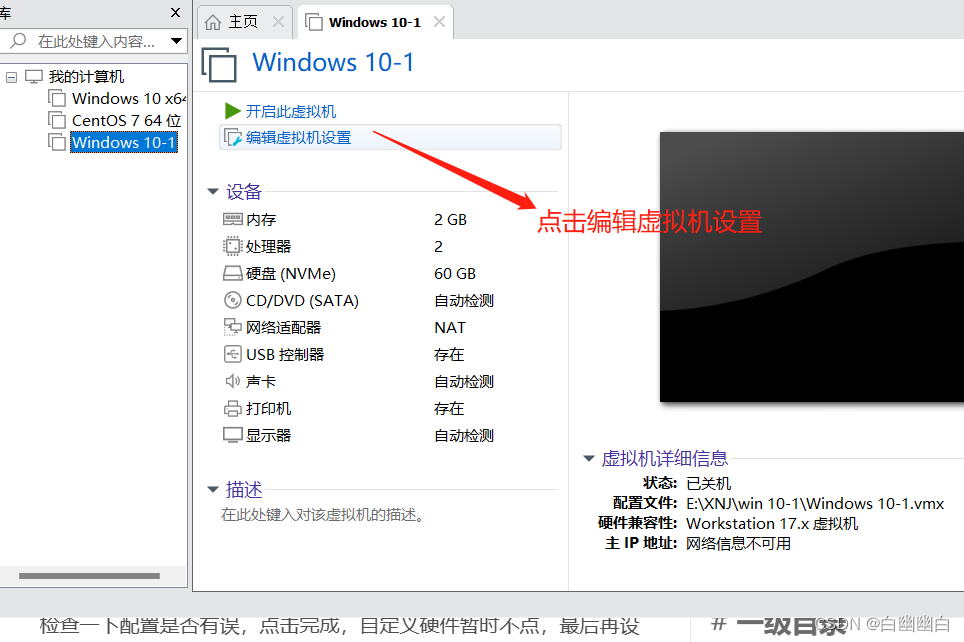 库
在此处键入内容...
我的计算机
Windows 10 x64
CentOS 7 64 位
Windows 10-1
主页
Windows 10-1
Windows 10-1
开启此虚拟机
编辑虚拟机设置
点击编辑虚拟机设置
设备
内存 2 GB
处理器 2
硬盘 (NVMe) 60 GB
CD/DVD (SATA) 自动检测
网络适配器 NAT
USB 控制器 存在
声卡 自动检测
打印机 存在
显示器 自动检测
描述
在此处键入对该虚拟机的描述。
虚拟机详细信息
状态: 已关机
配置文件: E:\XNJ\win 10-1\Windows 10-1.vmx
硬件兼容性: Workstation 17.x 虚拟机
主 IP 地址: 网络信息不可用
检查一下配置是否有误，点击完成，自定义硬件暂时不点，最后再设
# 一级目录
CSDN @白幽幽白